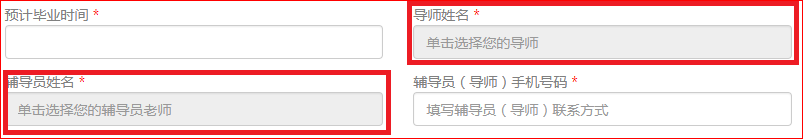 预计毕业时间 *
导师姓名 *
单击选择您的导师
辅导员姓名 *
辅导员（导师）手机号码 *
单击选择您的辅导员老师
填写辅导员（导师）联系方式